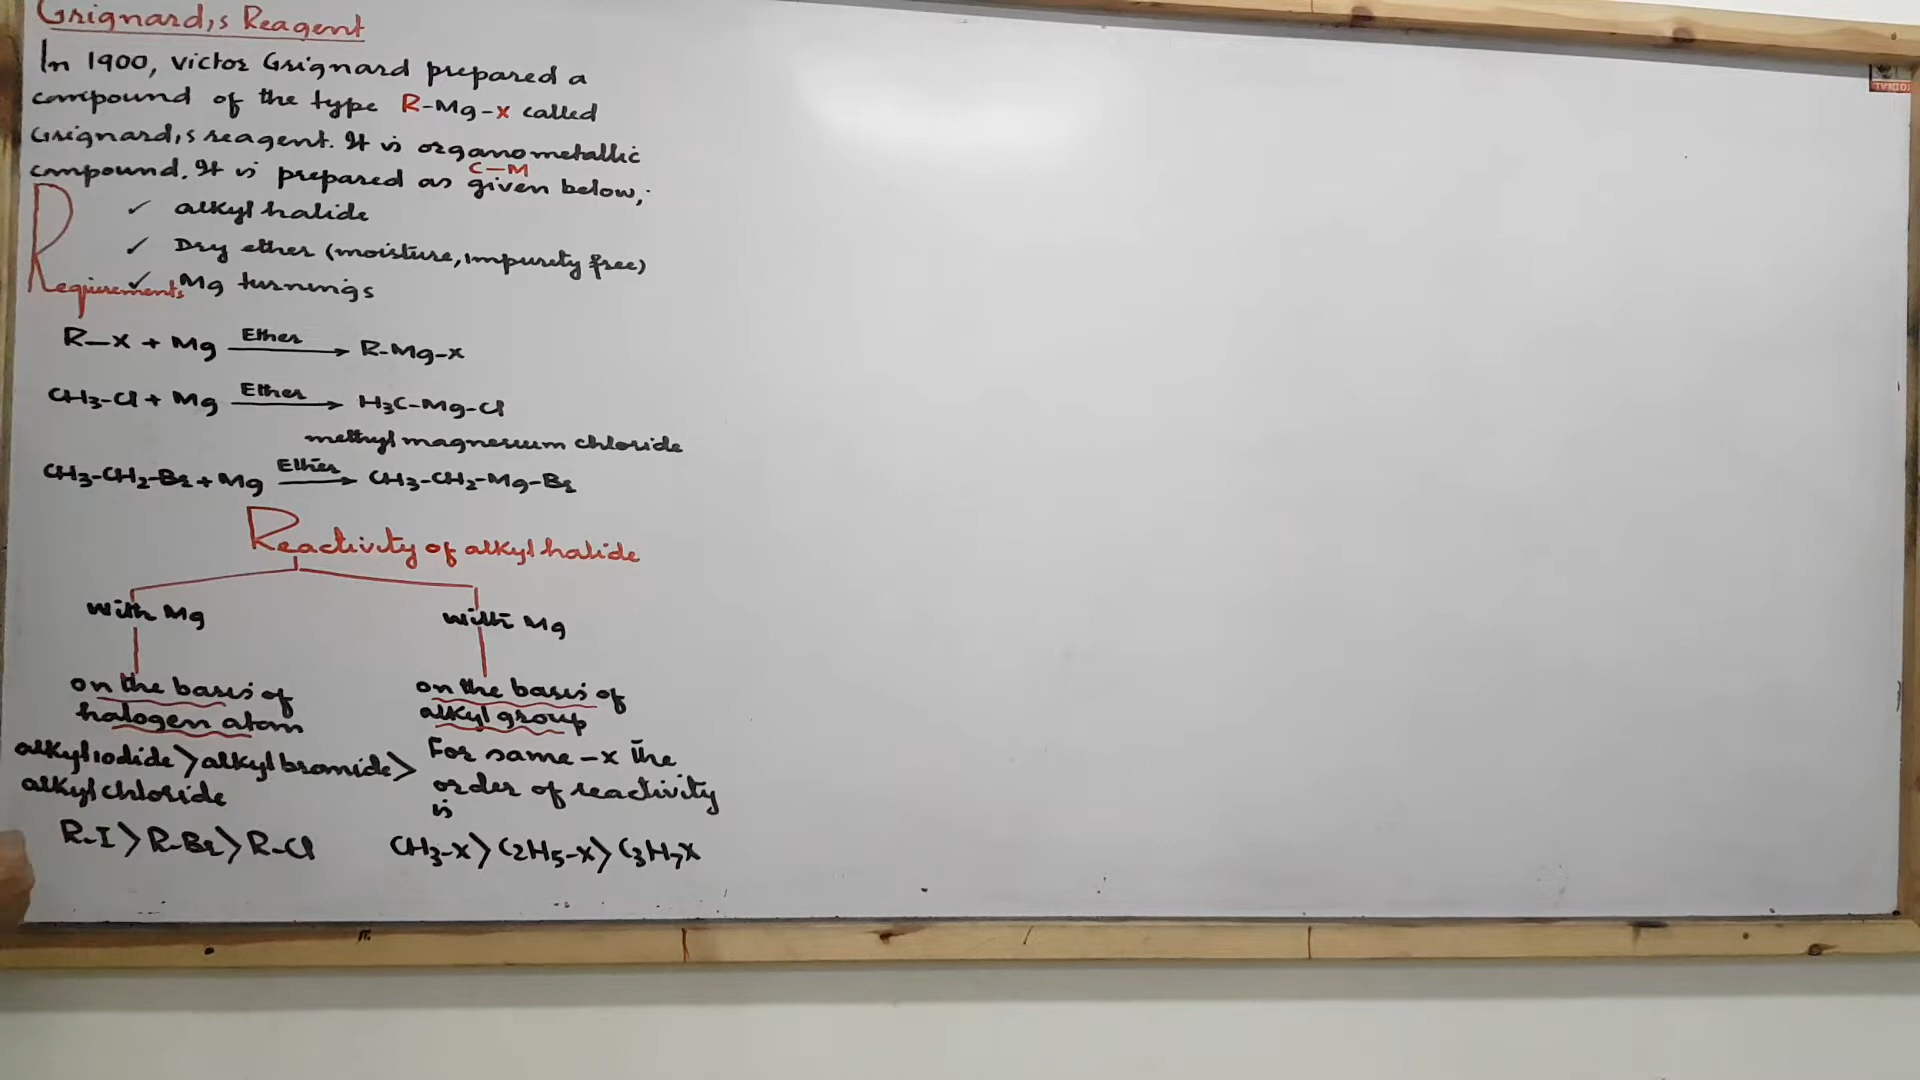 Grignard,s Reagent
In 1900, victor Grignard prepared a
compound of the type R-Mg-X called
Grignard,s reagent. It is organometallic
C-M
compound. It is prepared as given below;
✓ alkyl halide
✓ Dry ether (moisture, impurity free)
Requirements ✓ Mg turnings
R-X + Mg Ether → R-Mg-X
CH3-Cl + Mg Ether → H3C-Mg-Cl
methyl magnesium chloride
CH3-CH2-Br + Mg Ether → CH3-CH2-Mg-Br
Reactivity of alkyl halide
with Mg
on the basis of
halogen atom
alkyl iodide > alkyl bromide >
alkyl chloride
R-I > R-Br > R-Cl
with Mg
on the basis of
alkyl group
For same -X the
order of reactivity
is
CH3-X > C2H5-X > C3H7X